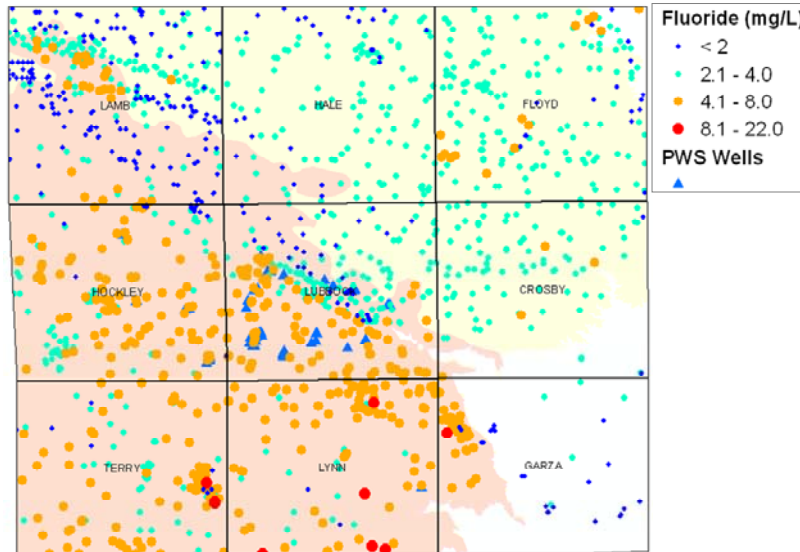 Fluoride (mg/L)
< 2
2.1 - 4.0
4.1 - 8.0
8.1 - 22.0
PWS Wells
LAMB
HALE
FLOYD
HOCKLEY
LUBBOCK
CROSBY
TERRY
LYNN
GARZA